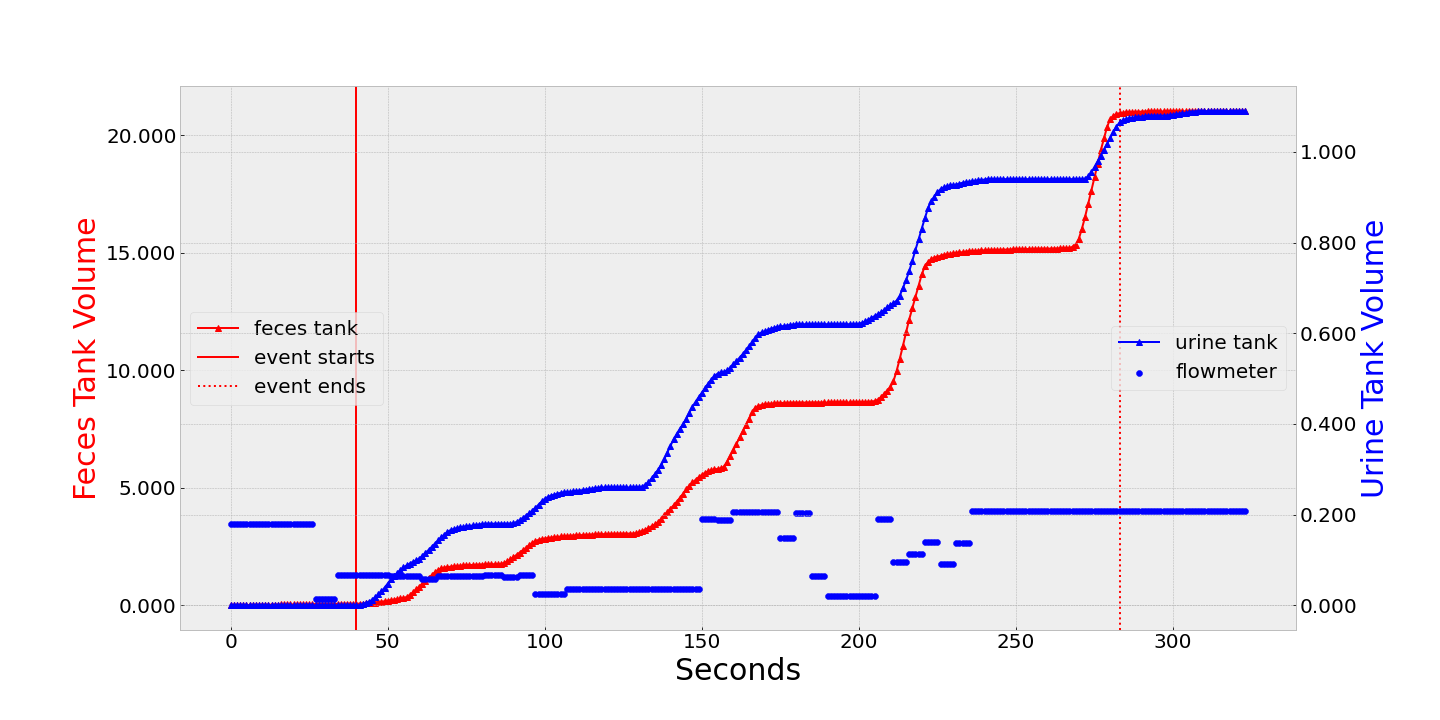 20.000
15.000
10.000
5.000
0.000
Feces Tank Volume
feces tank
event starts
event ends
urine tank
flowmeter
1.000
0.800
0.600
0.400
0.200
0.000
Urine Tank Volume
0 50 100 150 200 250 300
Seconds